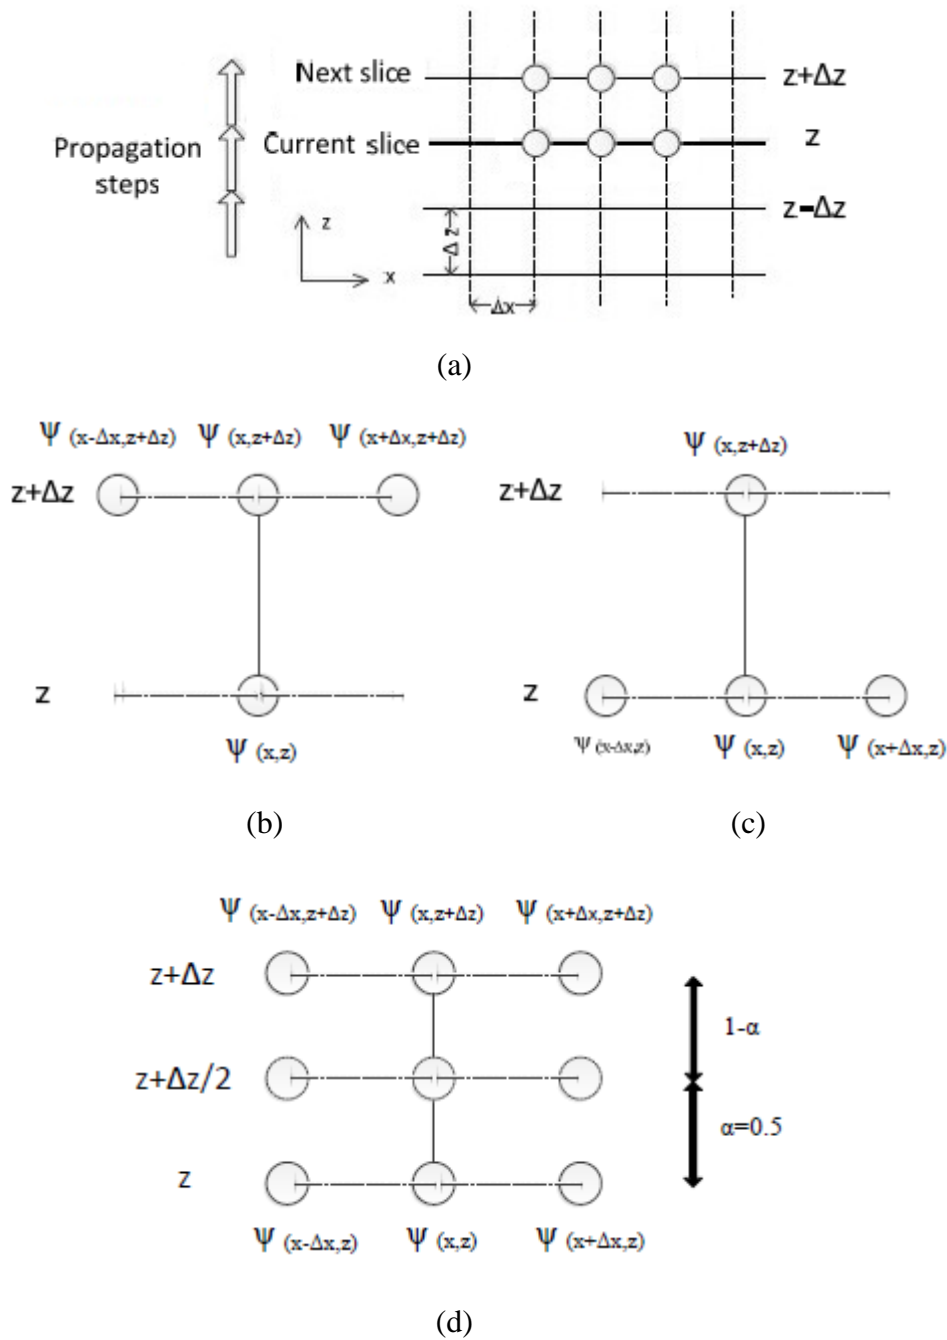 Next slice
z+Δz
Current slice
z
Propagation
steps
z-Δz
z
x
Δz
Δx
(a)
Ψ (x-Δx,z+Δz) Ψ (x,z+Δz) Ψ (x+Δx,z+Δz)
z+Δz
z
Ψ (x,z)
(b)
Ψ (x,z+Δz)
z+Δz
z
Ψ (x-Δx,z) Ψ (x,z) Ψ (x+Δx,z)
(c)
Ψ (x-Δx,z+Δz) Ψ (x,z+Δz) Ψ (x+Δx,z+Δz)
z+Δz
1-α
z+Δz/2
α=0.5
z
Ψ (x-Δx,z) Ψ (x,z) Ψ (x+Δx,z)
(d)